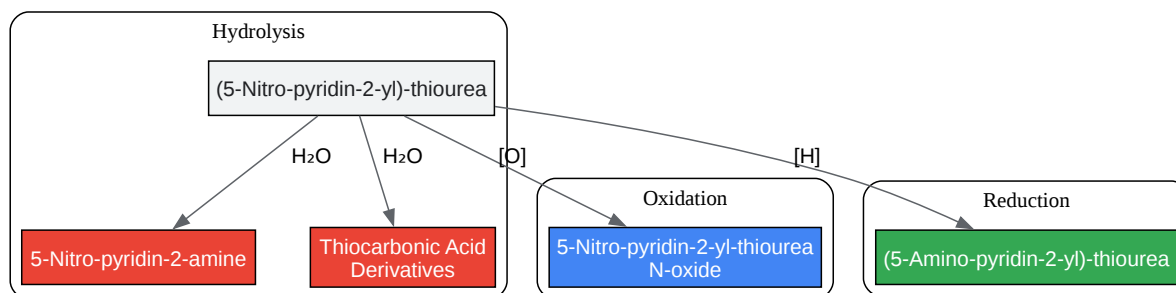 Hydrolysis
(5-Nitro-pyridin-2-yl)-thiourea
H₂O
H₂O
[O]
[H]
Oxidation
Reduction
5-Nitro-pyridin-2-amine
Thiocarbonic Acid
Derivatives
5-Nitro-pyridin-2-yl-thiourea
N-oxide
(5-Amino-pyridin-2-yl)-thiourea